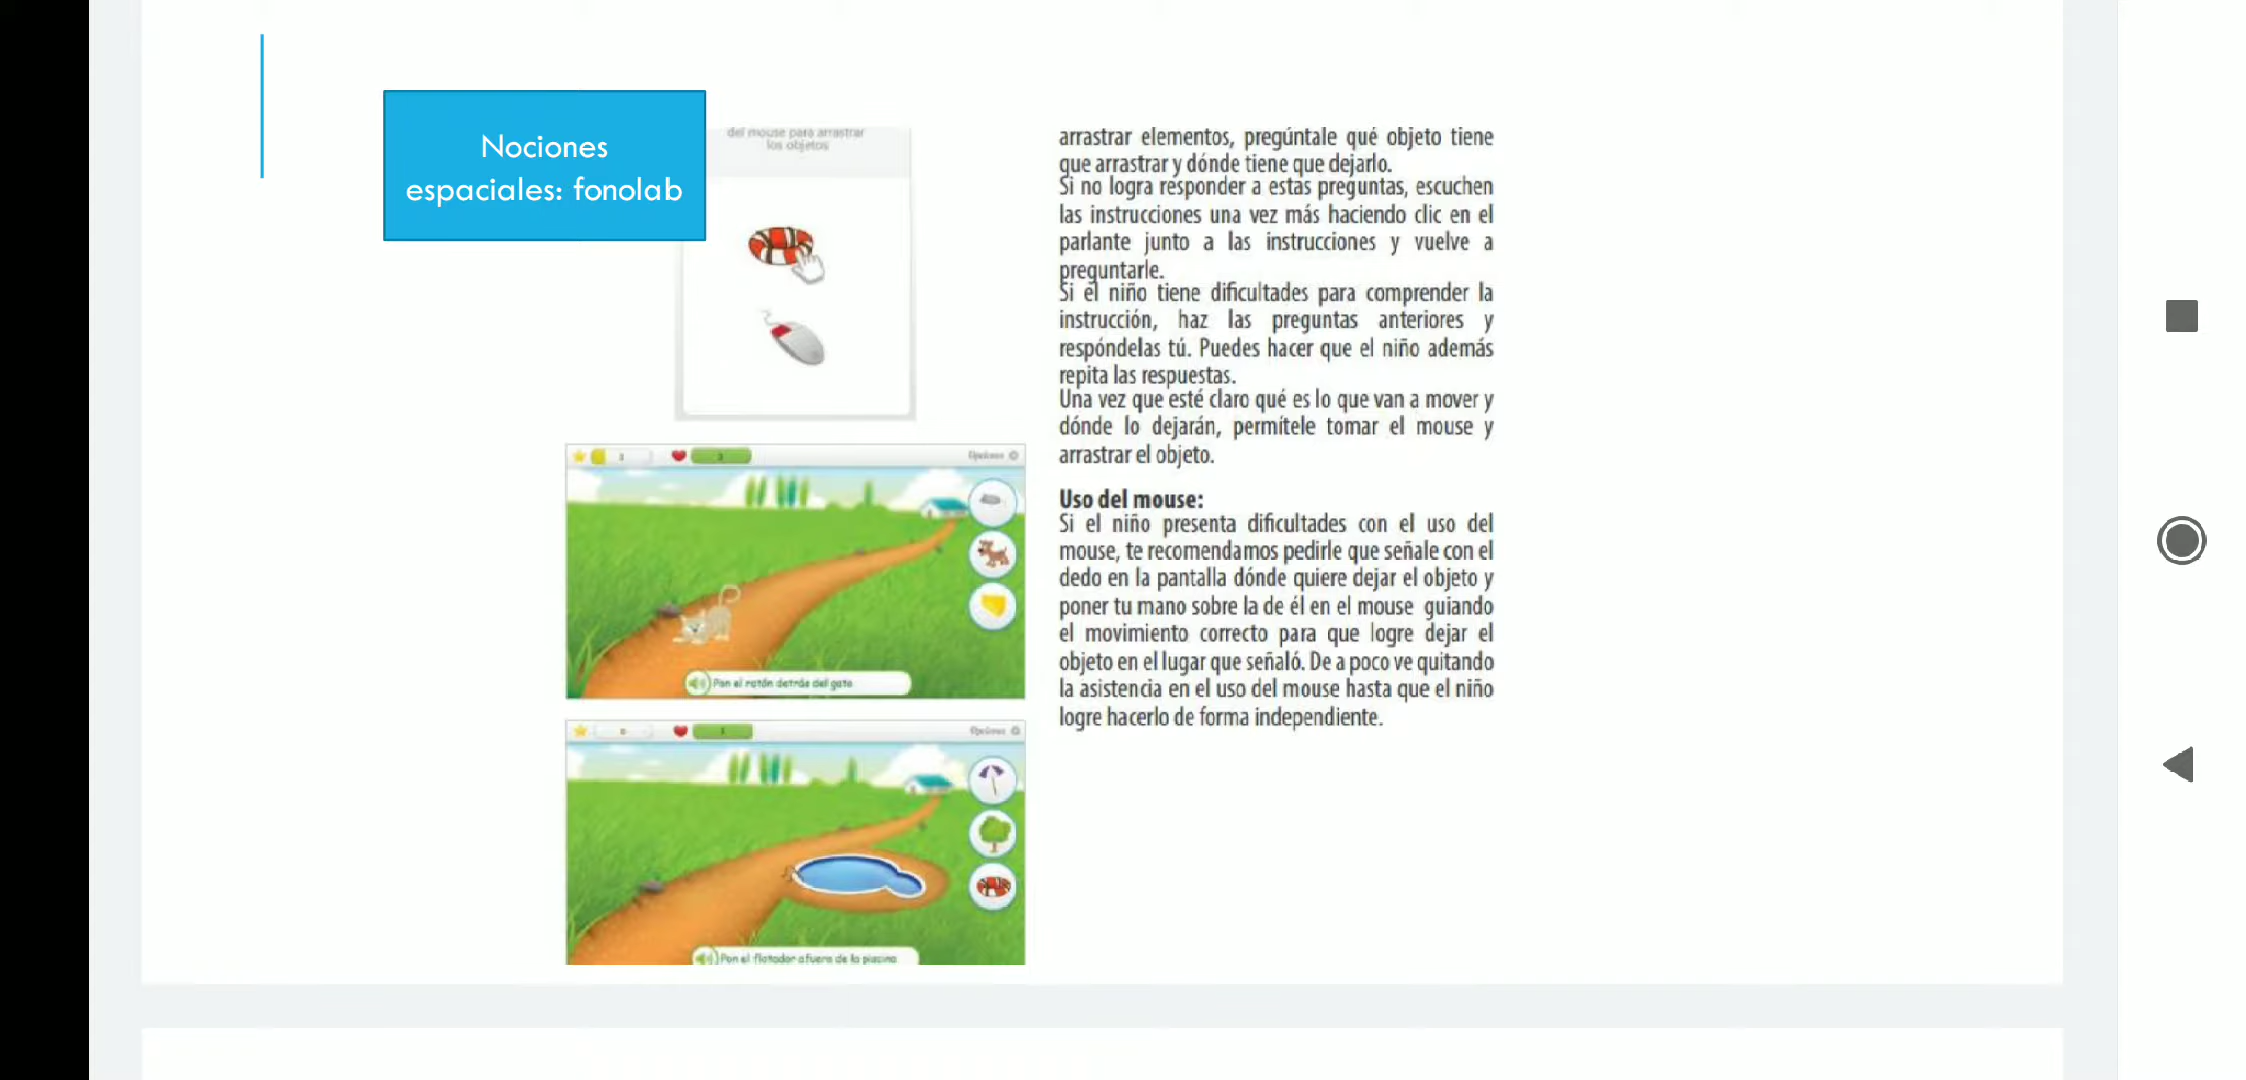 Nociones
espaciales: fonolab
del mouse para arrastrar
los objetos
3
3
Opciones
Pon el ratón detrás del gato
0
Opciones
Pon el flotador afuera de la piscina
arrastrar elementos, pregúntale qué objeto tiene
que arrastrar y dónde tiene que dejarlo.
Si no logra responder a estas preguntas, escuchen
las instrucciones una vez más haciendo clic en el
parlante junto a las instrucciones y vuelve a
preguntarle.
Si el niño tiene dificultades para comprender la
instrucción, haz las preguntas anteriores y
respóndelas tú. Puedes hacer que el niño además
repita las respuestas.
Una vez que esté claro qué es lo que van a mover y
dónde lo dejarán, permítele tomar el mouse y
arrastrar el objeto.
Uso del mouse:
Si el niño presenta dificultades con el uso del
mouse, te recomendamos pedirle que señale con el
dedo en la pantalla dónde quiere dejar el objeto y
poner tu mano sobre la de él en el mouse guiando
el movimiento correcto para que logre dejar el
objeto en el lugar que señaló. De a poco ve quitando
la asistencia en el uso del mouse hasta que el niño
logre hacerlo de forma independiente.